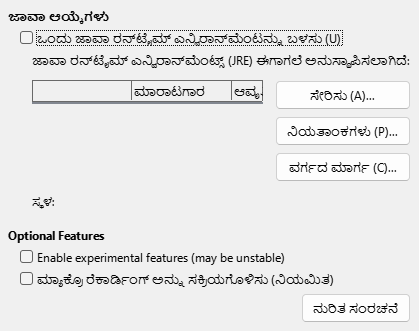 ಜಾವಾ ಆಯ್ಕೆಗಳು
ಒಂದು ಜಾವಾ ರನ್‌ಟೈಮ್ ಎನ್ವಿರಾನ್‌ಮೆಂಟನ್ನು ಬಳಸು (U)
ಜಾವಾ ರನ್‌ಟೈಮ್ ಎನ್ವಿರಾನ್‌ಮೆಂಟ್ಸ್ (JRE) ಈಗಾಗಲೆ ಅನುಸ್ಥಾಪಿಸಲಾಗಿದೆ:
ಮಾರಾಟಗಾರ ಆವೃ
ಸೇರಿಸು (A)...
ನಿಯತಾಂಕಗಳು (P)...
ವರ್ಗದ ಮಾರ್ಗ (C)...
ಸ್ಥಳ:
Optional Features
Enable experimental features (may be unstable)
ಮ್ಯಾಕ್ರೊ ರೆಕಾರ್ಡಿಂಗ್ ಅನ್ನು ಸಕ್ರಿಯಗೊಳಿಸು (ನಿಯಮಿತ)
ನುರಿತ ಸಂರಚನೆ